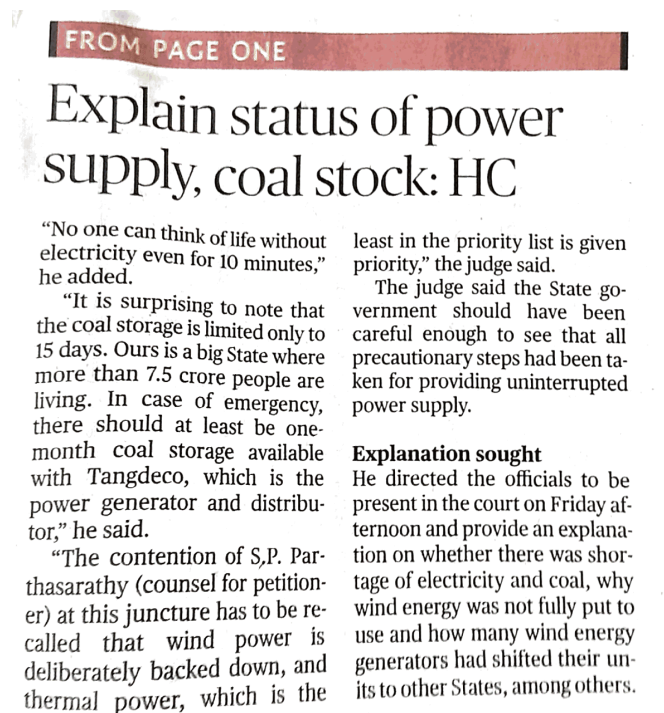 FROM PAGE ONE
Explain status of power
supply, coal stock: HC
“No one can think of life without
electricity even for 10 minutes,”
he added.
“It is surprising to note that
the coal storage is limited only to
15 days. Ours is a big State where
more than 7.5 crore people are
living. In case of emergency,
there should at least be one-
month coal storage available
with Tangdeco, which is the
power generator and distribu-
tor,” he said.
“The contention of S.P. Par-
thasarathy (counsel for petition-
er) at this juncture has to be re-
called that wind power is
deliberately backed down, and
thermal power, which is the
least in the priority list is given
priority,” the judge said.
The judge said the State go-
vernment should have been
careful enough to see that all
precautionary steps had been ta-
ken for providing uninterrupted
power supply.
Explanation sought
He directed the officials to be
present in the court on Friday af-
ternoon and provide an explana-
tion on whether there was shor-
tage of electricity and coal, why
wind energy was not fully put to
use and how many wind energy
generators had shifted their un-
its to other States, among others.